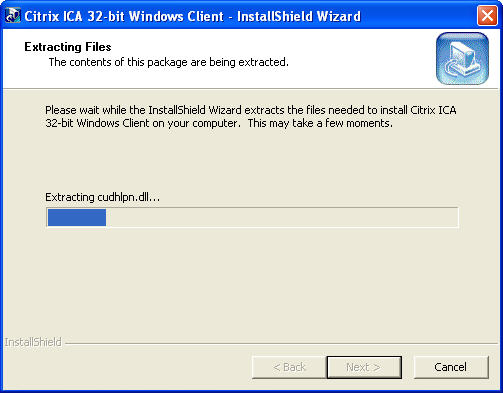 Citrix ICA 32-bit Windows Client - InstallShield Wizard
Extracting Files
The contents of this package are being extracted.
Please wait while the InstallShield Wizard extracts the files needed to install Citrix ICA
32-bit Windows Client on your computer.  This may take a few moments.
Extracting cudhlpn.dll...
InstallShield
< Back
Next >
Cancel